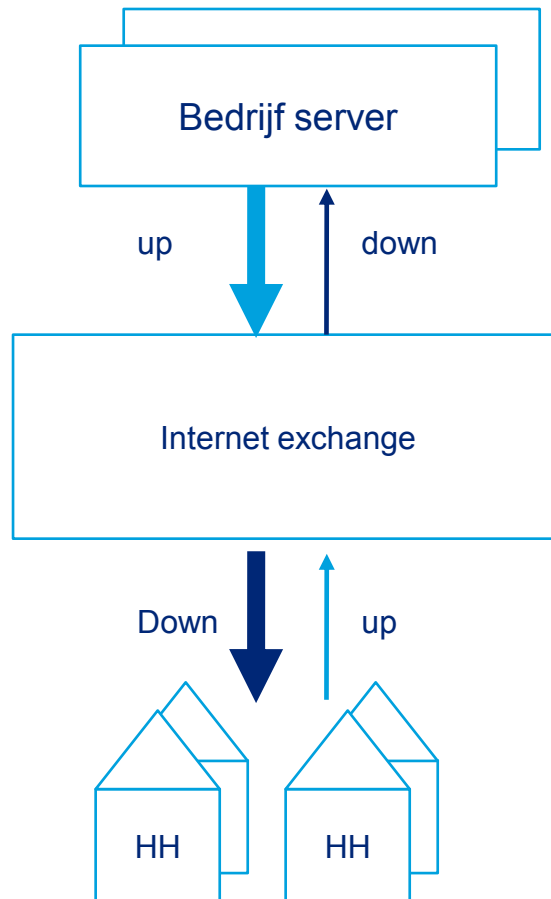 Bedrijf server
up
down
Internet exchange
Down
up
HH
HH